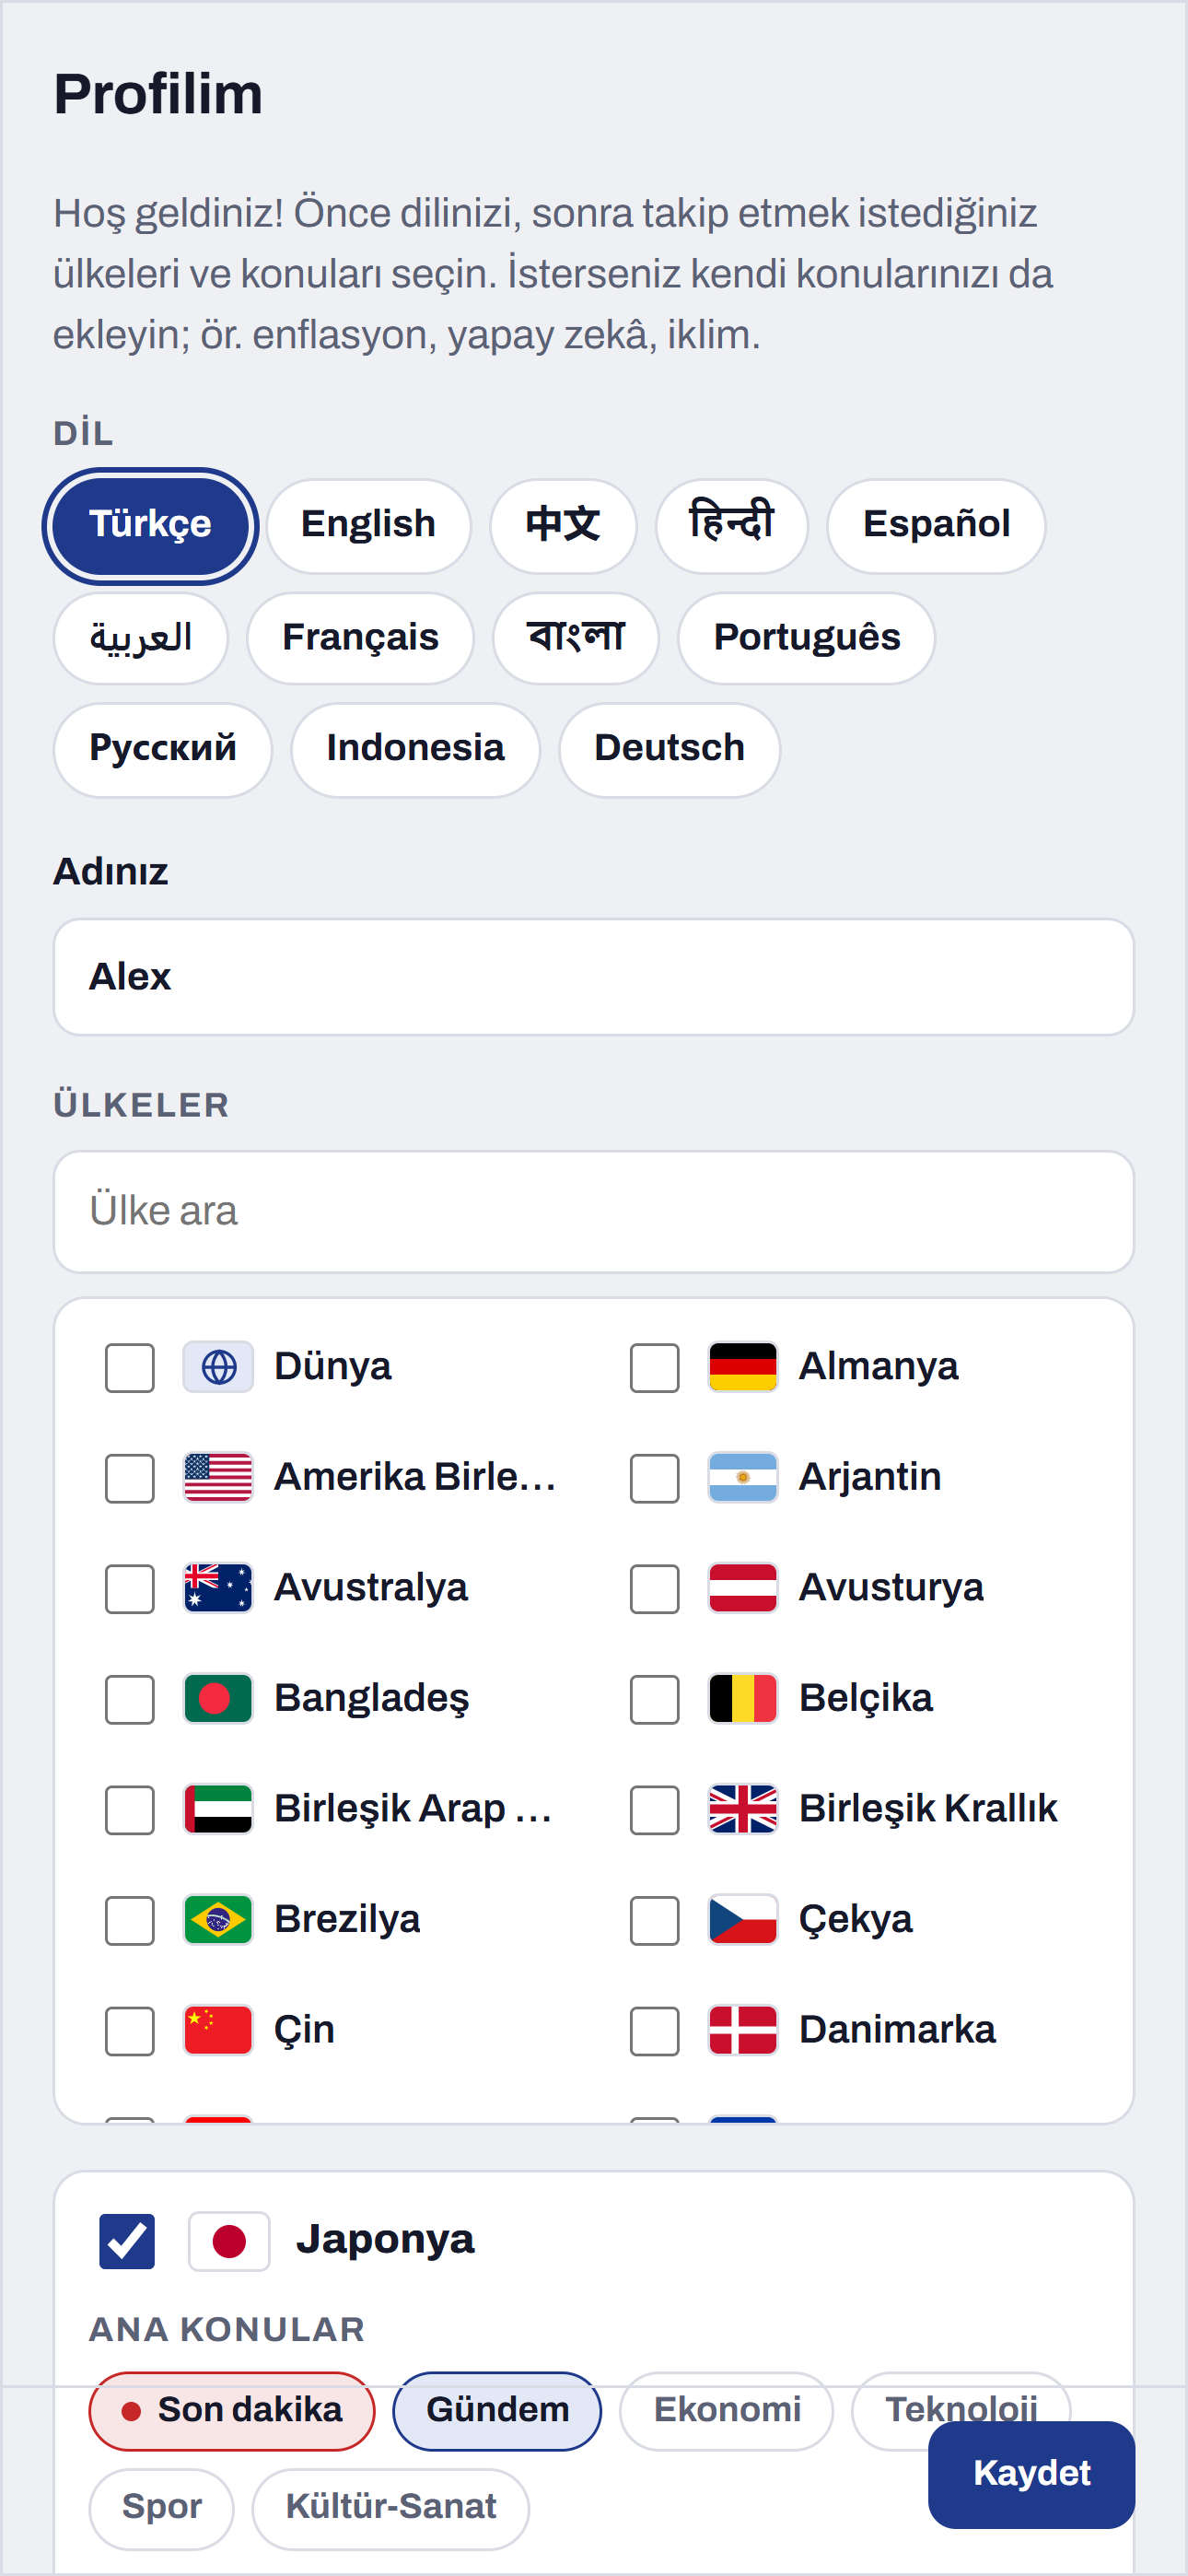 Profilim
Hoş geldiniz! Önce dilinizi, sonra takip etmek istediğiniz
ülkeleri ve konuları seçin. İsterseniz kendi konularınızı da
ekleyin; ör. enflasyon, yapay zekâ, iklim.
DİL
Türkçe English 中文 हिन्दी Español
العربية Français বাংলা Português
Русский Indonesia Deutsch
Adınız
Alex
ÜLKELER
Ülke ara
Dünya Almanya
Amerika Birle... Arjantin
Avustralya Avusturya
Bangladeş Belçika
Birleşik Arap ... Birleşik Krallık
Brezilya Çekya
Çin Danimarka
Japonya
ANA KONULAR
Son dakika Gündem Ekonomi Teknoloji
Kaydet
Spor Kültür-Sanat